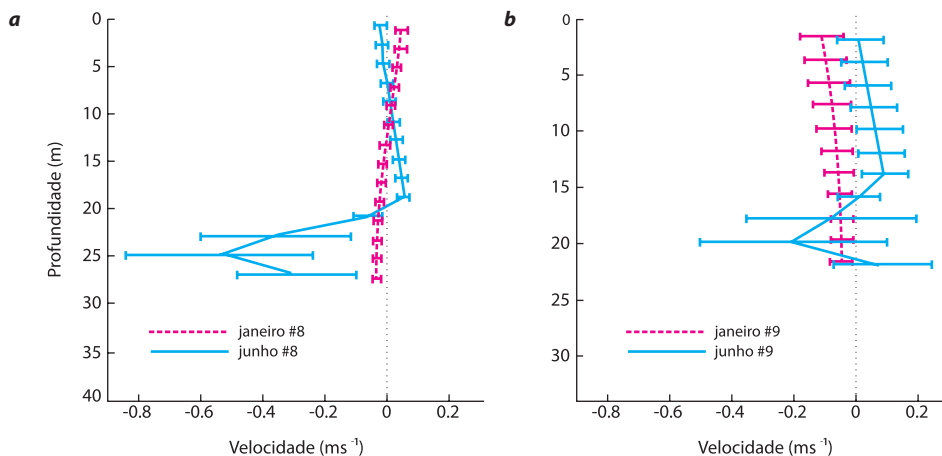 a
0
5
10
15
20
25
30
35
40
Profundidade (m)
janeiro #8
junho #8
-0.8 -0.6 -0.4 -0.2 0 0.2
Velocidade (ms -1)
b
0
5
10
15
20
25
30
janeiro #9
junho #9
-0.8 -0.6 -0.4 -0.2 0 0.2
Velocidade (ms -1)